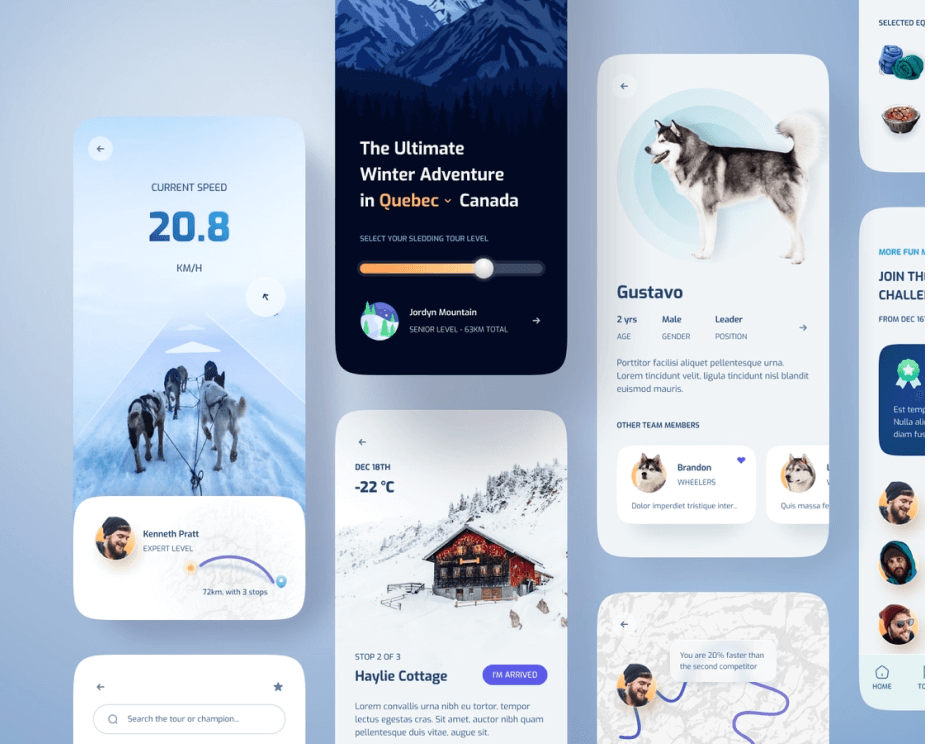 CURRENT SPEED
20.8
KM/H
Kenneth Pratt
EXPERT LEVEL
72km, with 3 stops
Search the tour or champion...
The Ultimate
Winter Adventure
in Quebec Canada
SELECT YOUR SLEDDING TOUR LEVEL
Jordyn Mountain
SENIOR LEVEL - 63KM TOTAL
DEC 18TH
-22 °C
STOP 2 OF 3
Haylie Cottage
I'M ARRIVED
Lorem convallis urna nibh eu tortor, tempor
lectus egestas cras. Sit amet, auctor nibh quam
pellentesque duis vitae, augue sit.
Gustavo
2 yrs Male Leader
AGE GENDER POSITION
Porttitor facilisi aliquet pellentesque urna.
Lorem tincidunt velit, ligula tincidunt nisl blandit
euismod mauris.
OTHER TEAM MEMBERS
Brandon
WHEELERS
Dolor imperdiet tristique inter...
Quis massa fe
You are 20% faster than
the second competitor
SELECTED EQ
MORE FUN
JOIN TH
CHALLE
FROM DEC 16T
Est temp
Nulla ali
diam fus
HOME
TO